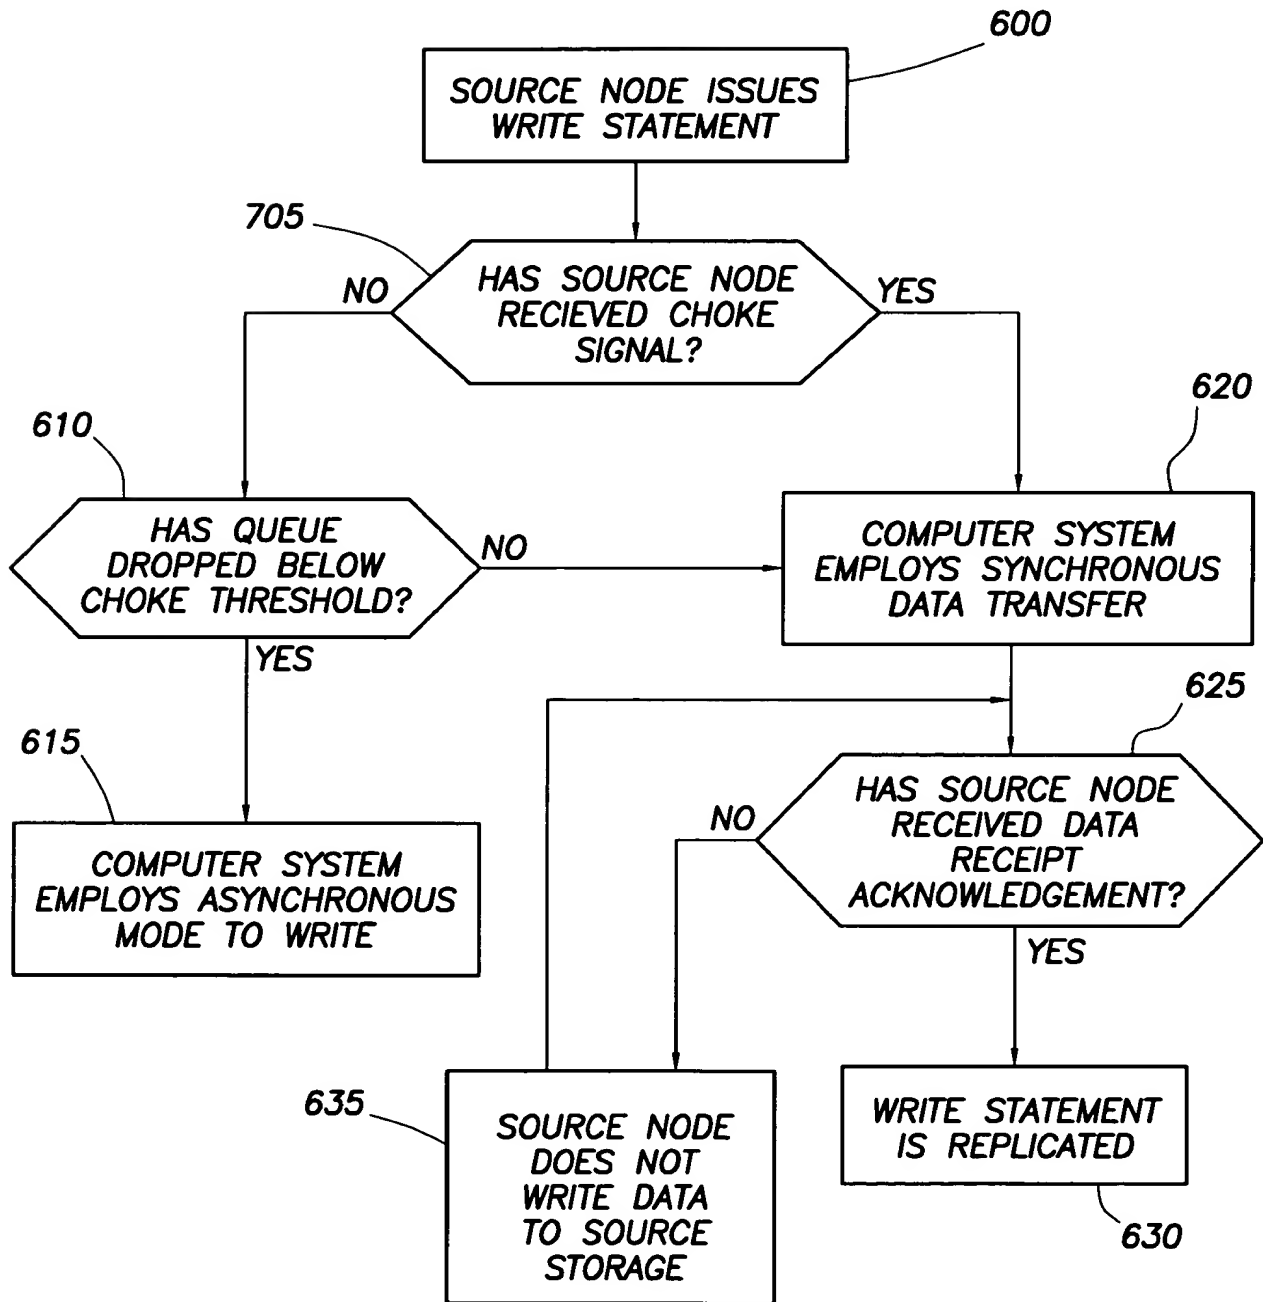 600
SOURCE NODE ISSUES
WRITE STATEMENT
705
NO
HAS SOURCE NODE
RECIEVED CHOKE
SIGNAL?
YES
620
610
HAS QUEUE
DROPPED BELOW
CHOKE THRESHOLD?
NO
COMPUTER SYSTEM
EMPLOYS SYNCHRONOUS
DATA TRANSFER
YES
625
615
HAS SOURCE NODE
RECEIVED DATA
RECEIPT
ACKNOWLEDGEMENT?
NO
COMPUTER SYSTEM
EMPLOYS ASYNCHRONOUS
MODE TO WRITE
YES
635
SOURCE NODE
DOES NOT
WRITE DATA
TO SOURCE
STORAGE
WRITE STATEMENT
IS REPLICATED
630